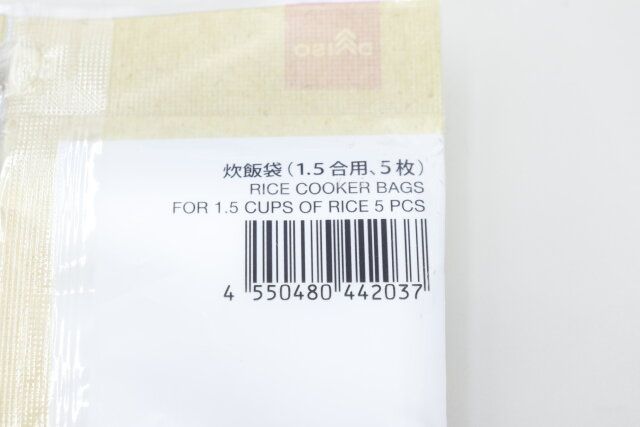 DAISO
炊飯袋(1.5合用、5枚)
RICE COOKER BAGS
FOR 1.5 CUPS OF RICE 5 PCS
4 550480 442037